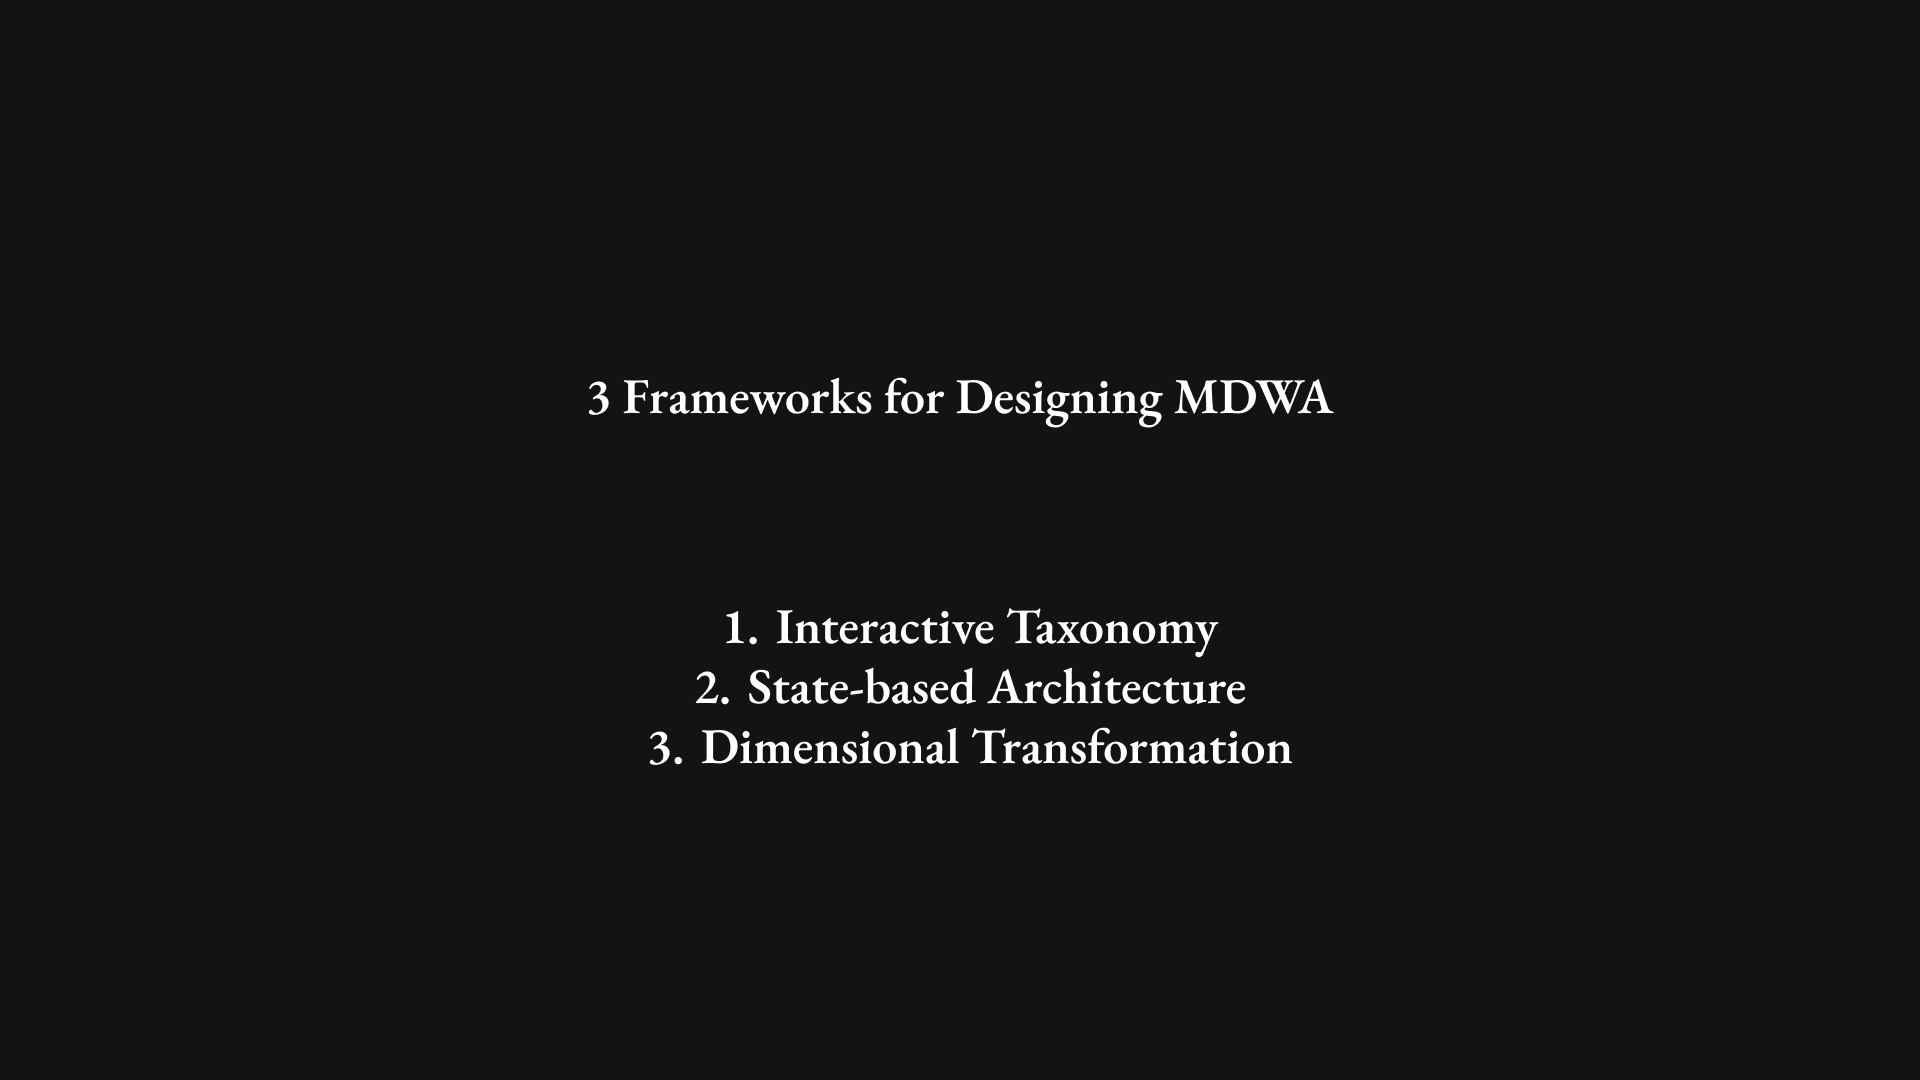 3 Frameworks for Designing MDWA
1. Interactive Taxonomy
2. State-based Architecture
3. Dimensional Transformation